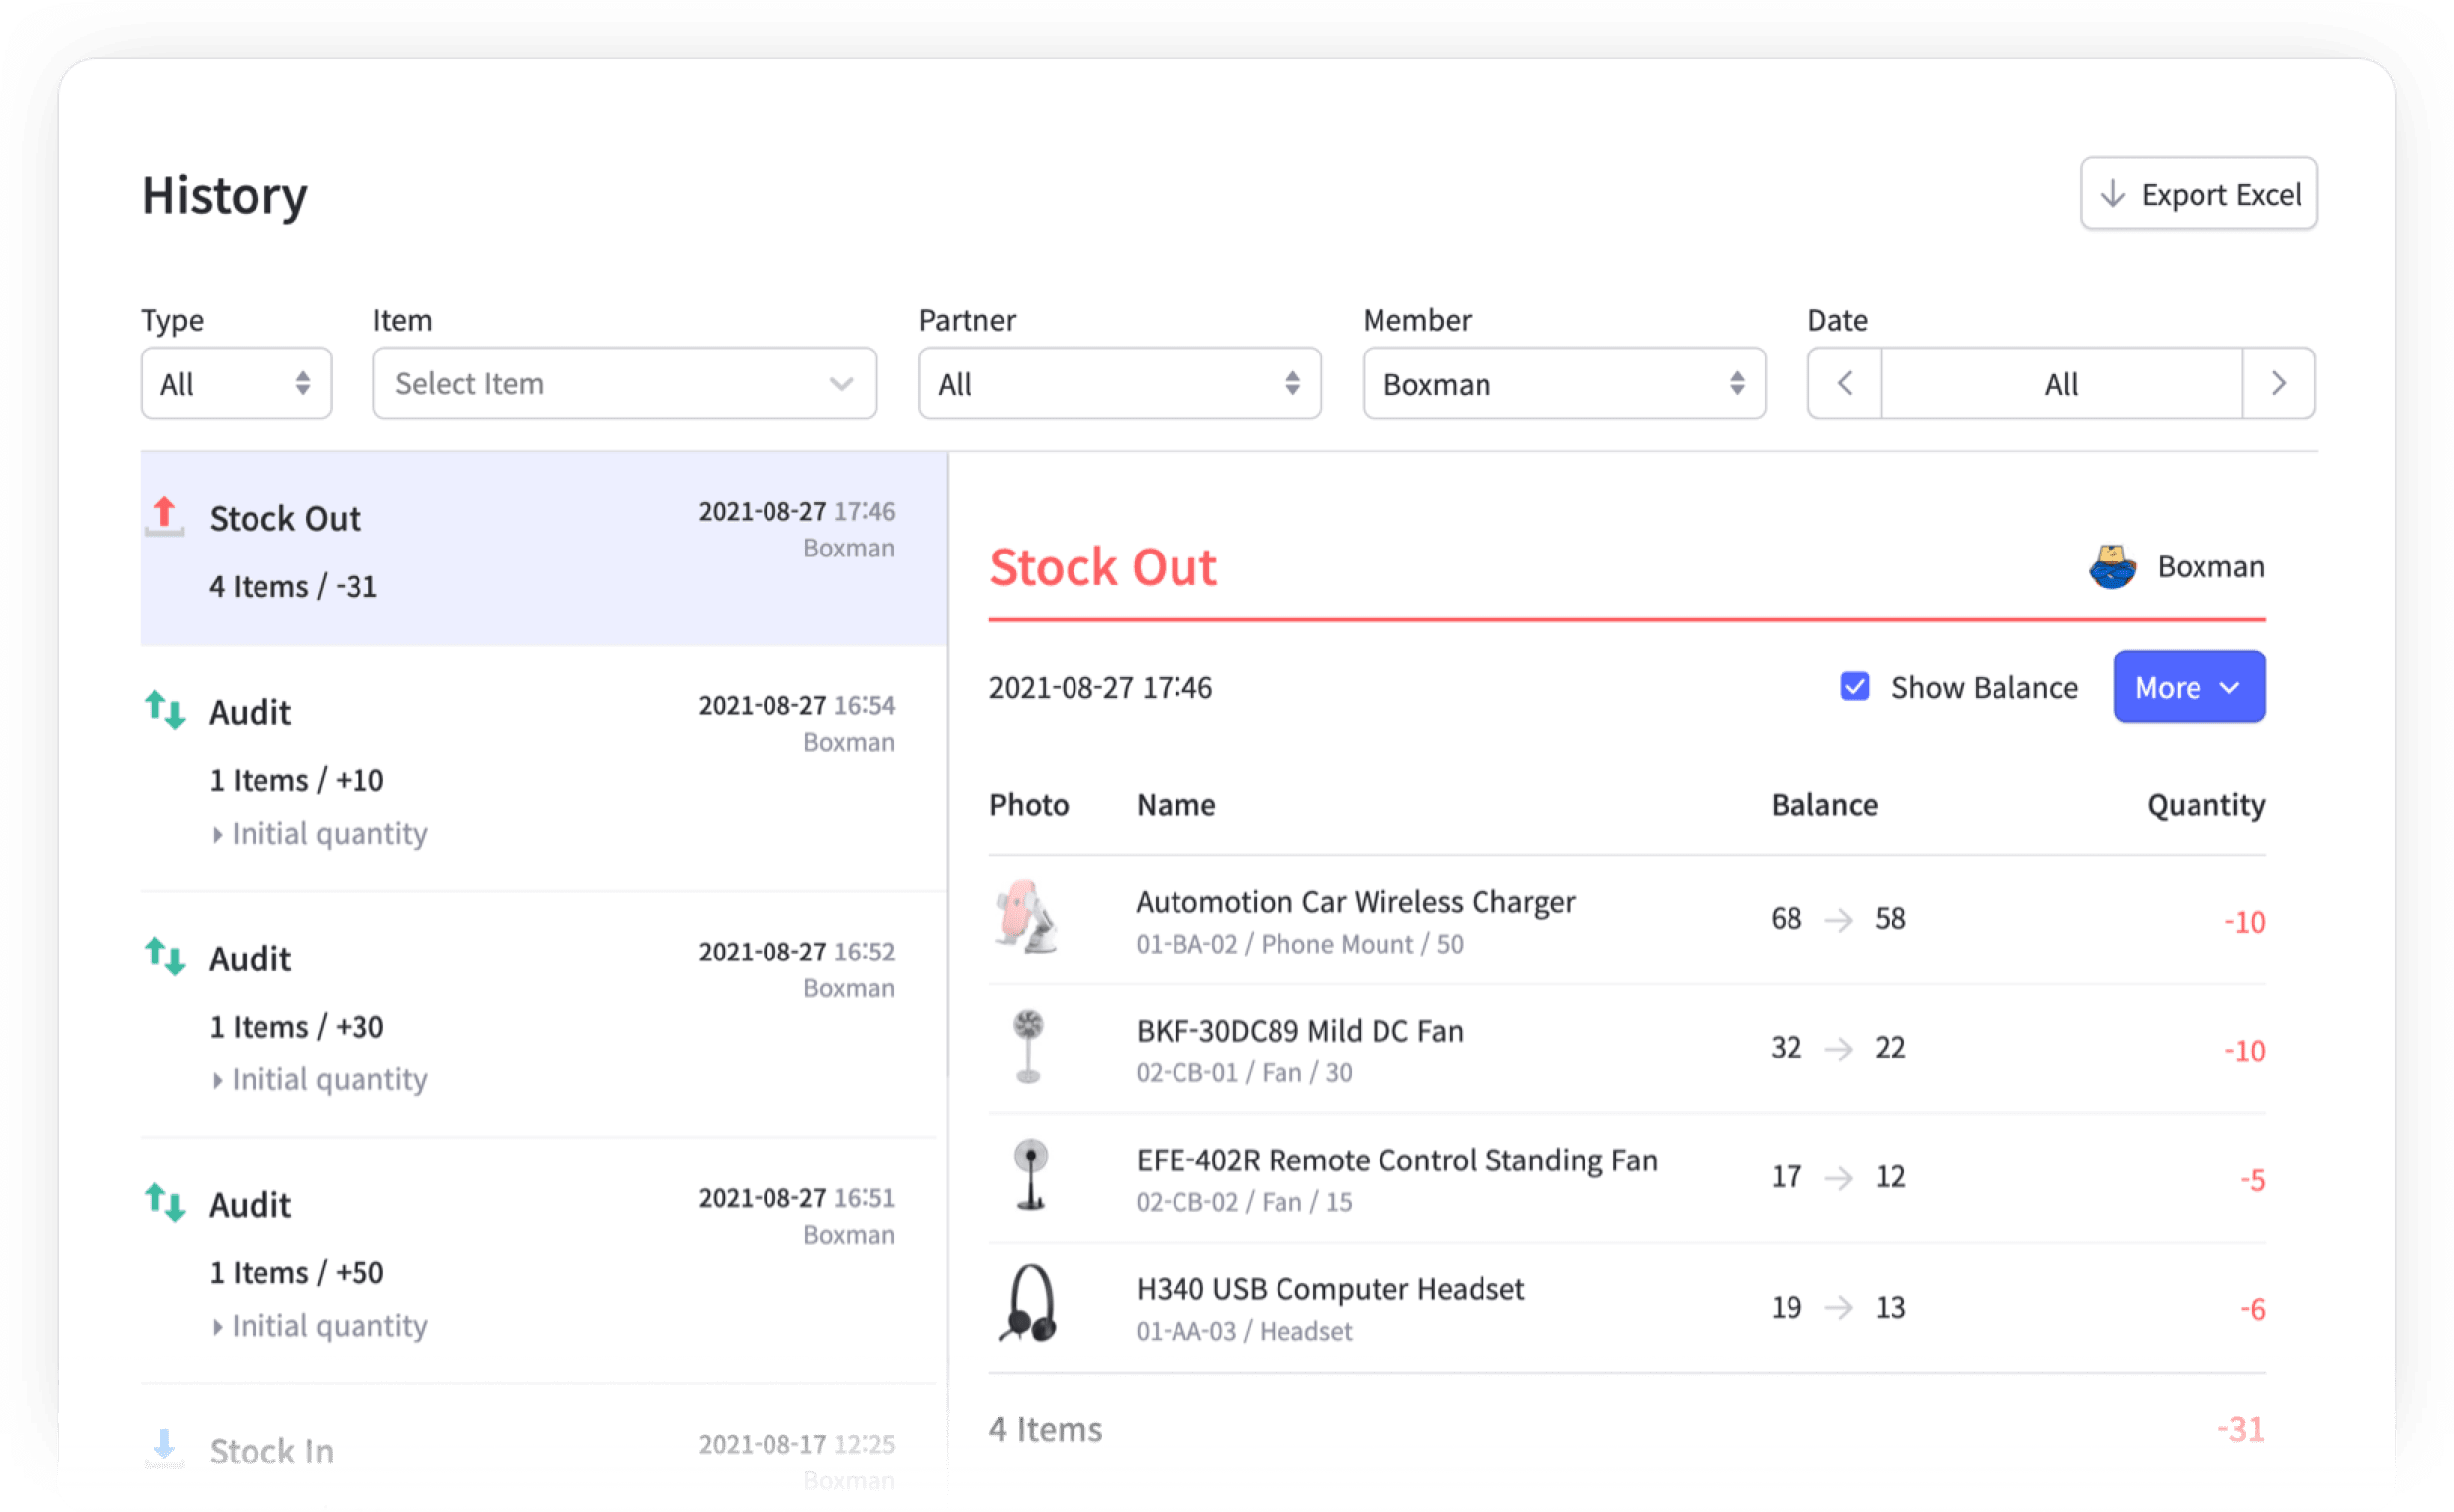 History
Export Excel
Type
Item
Partner
Member
Date
All
Select Item
All
Boxman
All
Stock Out
2021-08-27 17:46
Boxman
4 Items / -31
Audit
2021-08-27 16:54
Boxman
1 Items / +10
Initial quantity
Audit
2021-08-27 16:52
Boxman
1 Items / +30
Initial quantity
Audit
2021-08-27 16:51
Boxman
1 Items / +50
Initial quantity
Stock In
2021-08-17 12:25
Boxman
Stock Out
Boxman
2021-08-27 17:46
Show Balance
More
Photo Name Balance Quantity
Automotion Car Wireless Charger
01-BA-02 / Phone Mount / 50
68 → 58
-10
BKF-30DC89 Mild DC Fan
02-CB-01 / Fan / 30
32 → 22
-10
EFE-402R Remote Control Standing Fan
02-CB-02 / Fan / 15
17 → 12
-5
H340 USB Computer Headset
01-AA-03 / Headset
19 → 13
-6
4 Items
-31